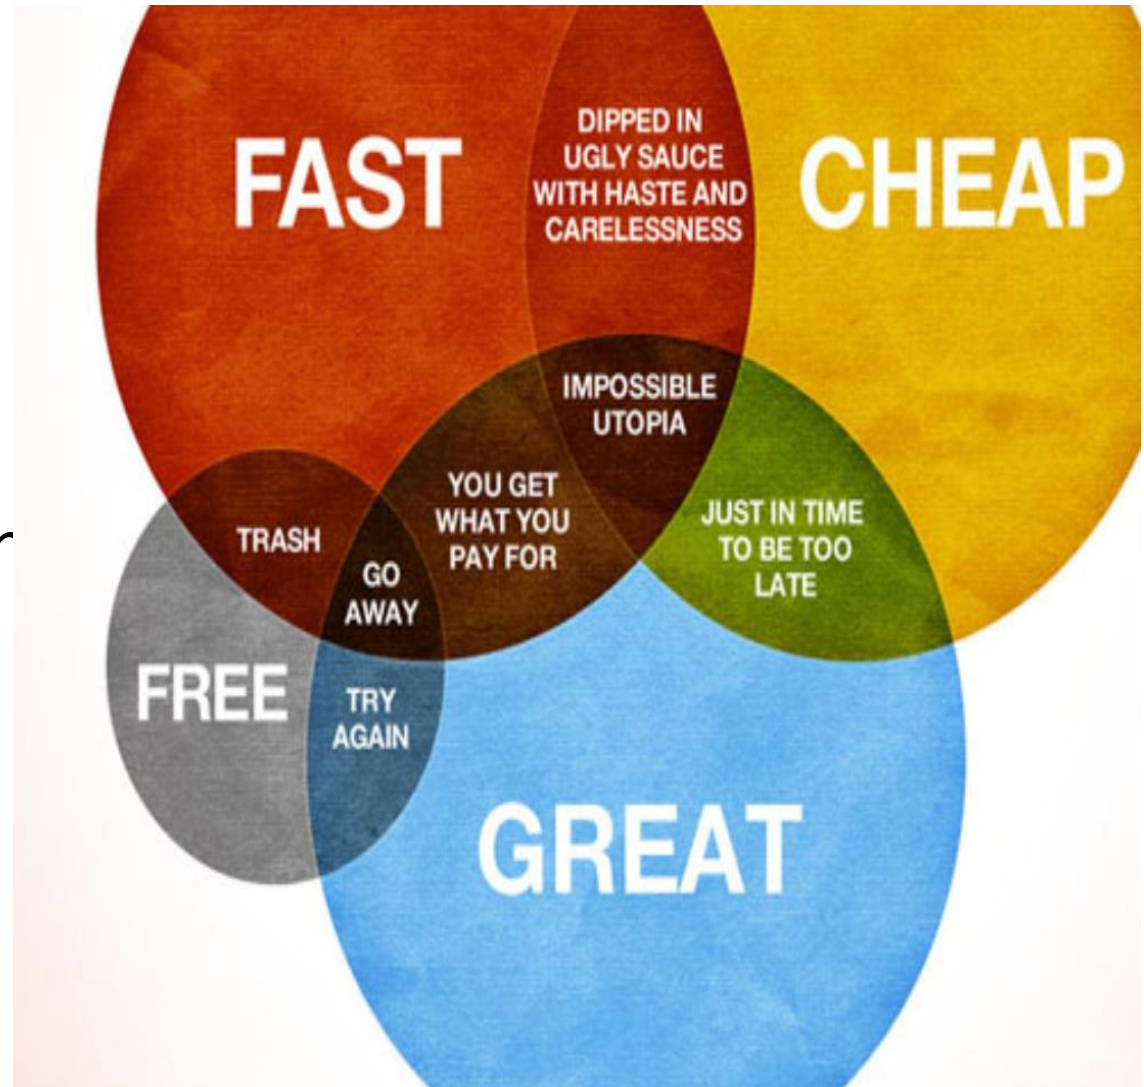 FAST
DIPPED IN
UGLY SAUCE
WITH HASTE AND
CARELESSNESS
CHEAP
IMPOSSIBLE
UTOPIA
YOU GET
WHAT YOU
PAY FOR
JUST IN TIME
TO BE TOO
LATE
TRASH
GO
AWAY
FREE
TRY
AGAIN
GREAT